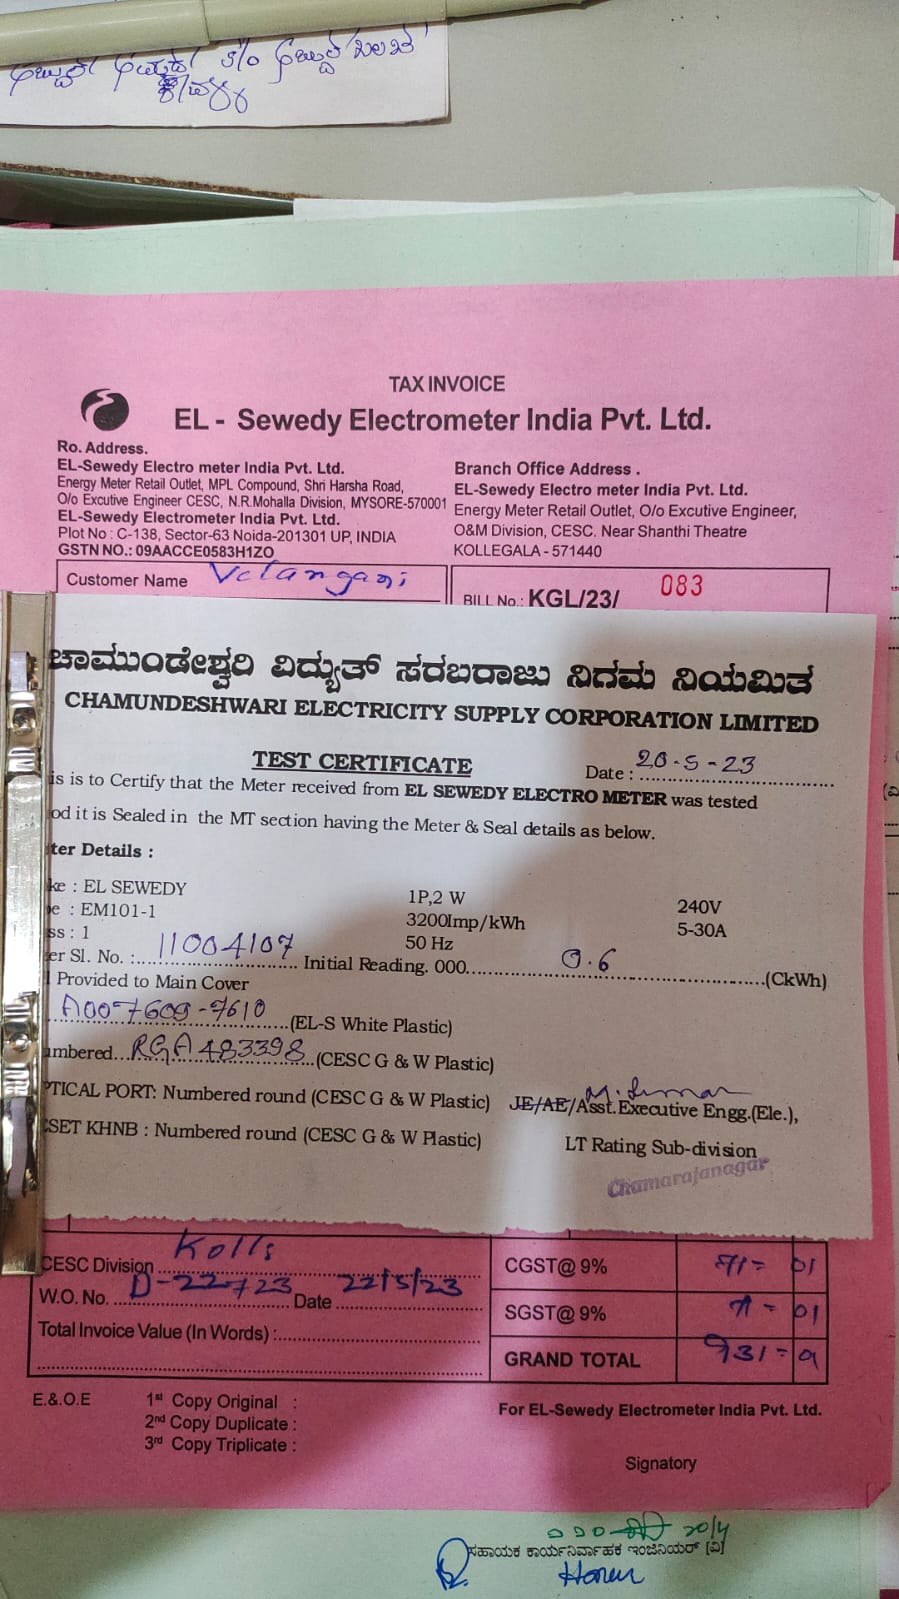 TAX INVOICE
EL - Sewedy Electrometer India Pvt. Ltd.
Ro. Address.
EL-Sewedy Electro meter India Pvt. Ltd.
Energy Meter Retail Outlet, MPL Compound, Shri Harsha Road,
O/o Excutive Engineer CESC, N.R.Mohalla Division, MYSORE-570001
EL-Sewedy Electrometer India Pvt. Ltd.
Plot No : C-138, Sector-63 Noida-201301 UP, INDIA
GSTN NO.: 09AACCE0583H1ZO
Branch Office Address .
EL-Sewedy Electro meter India Pvt. Ltd.
Energy Meter Retail Outlet, O/o Excutive Engineer,
O&M Division, CESC. Near Shanthi Theatre
KOLLEGALA - 571440
Customer Name Velangani
BILL No.: KGL/23/ 083
ಚಾಮುಂಡೇಶ್ವರಿ ವಿದ್ಯುತ್ ಸರಬರಾಜು ನಿಗಮ ನಿಯಮಿತ
CHAMUNDESHWARI ELECTRICITY SUPPLY CORPORATION LIMITED
TEST CERTIFICATE
Date : 20-5-23
is is to Certify that the Meter received from EL SEWEDY ELECTRO METER was tested
od it is Sealed in the MT section having the Meter & Seal details as below.
ter Details :
ke : EL SEWEDY 1P,2 W 240V
pe : EM101-1 3200Imp/kWh 5-30A
ss : 1 50 Hz
er Sl. No. : 11004107 Initial Reading. 000 0.6 (CkWh)
l Provided to Main Cover
A007609-7610 (EL-S White Plastic)
umbered RGA483398 (CESC G & W Plastic)
PTICAL PORT: Numbered round (CESC G & W Plastic)
JE/AE/Asst.Executive Engg.(Ele.),
SET KHNB : Numbered round (CESC G & W Plastic)
LT Rating Sub-division
Chamarajanagar
CESC Division
W.O. No. Date 22/5/23
Total Invoice Value (In Words) :
CGST@ 9% 71 = 01
SGST@ 9% 71 = 01
GRAND TOTAL 931 =
E.&.O.E
1st Copy Original :
2nd Copy Duplicate :
3rd Copy Triplicate :
For EL-Sewedy Electrometer India Pvt. Ltd.
Signatory
ಸಹಾಯಕ ಕಾರ್ಯನಿರ್ವಾಹಕ ಇಂಜಿನಿಯರ್ [ವಿ]